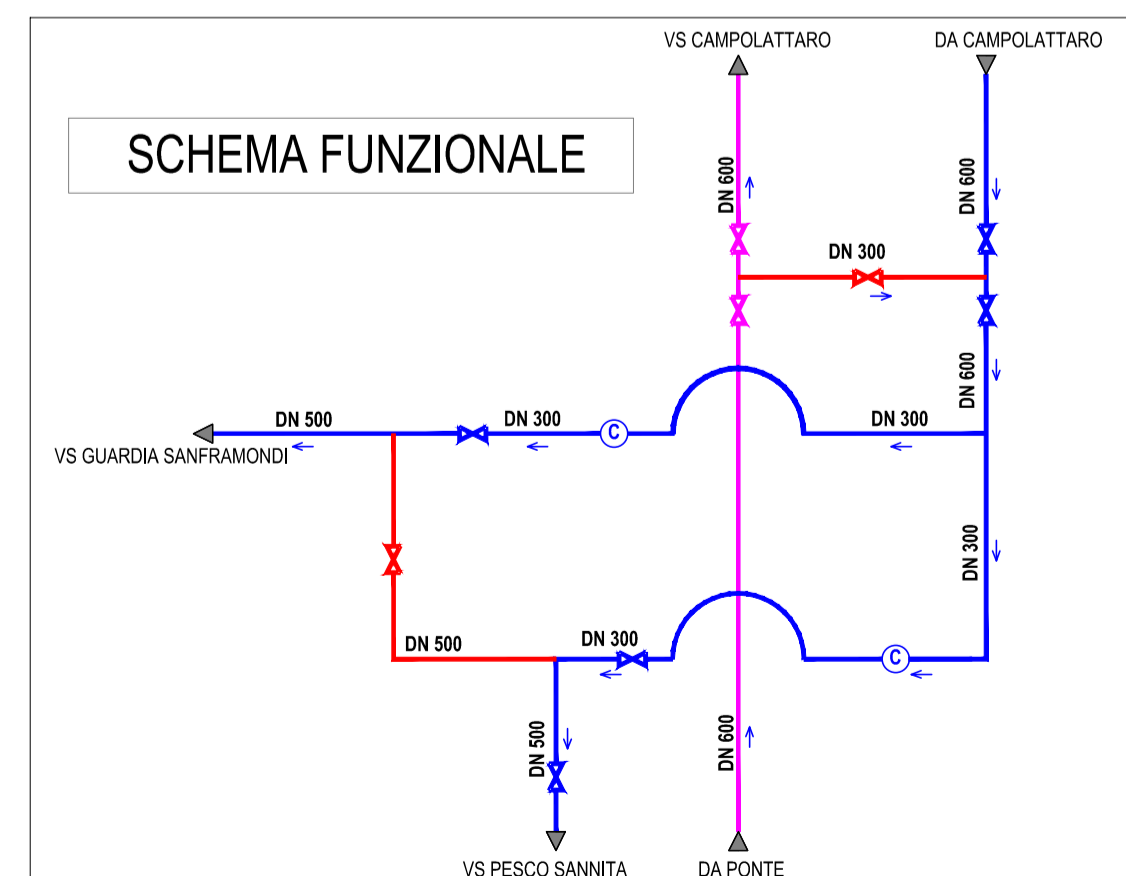 VS CAMPOLATTARO
DA CAMPOLATTARO
SCHEMA FUNZIONALE
DN 600
DN 600
DN 300
DN 600
DN 500
DN 300
C
DN 300
VS GUARDIA SANFRAMONDI
DN 300
DN 500
DN 300
C
DN 500
DN 600
VS PESCO SANNITA
DA PONTE